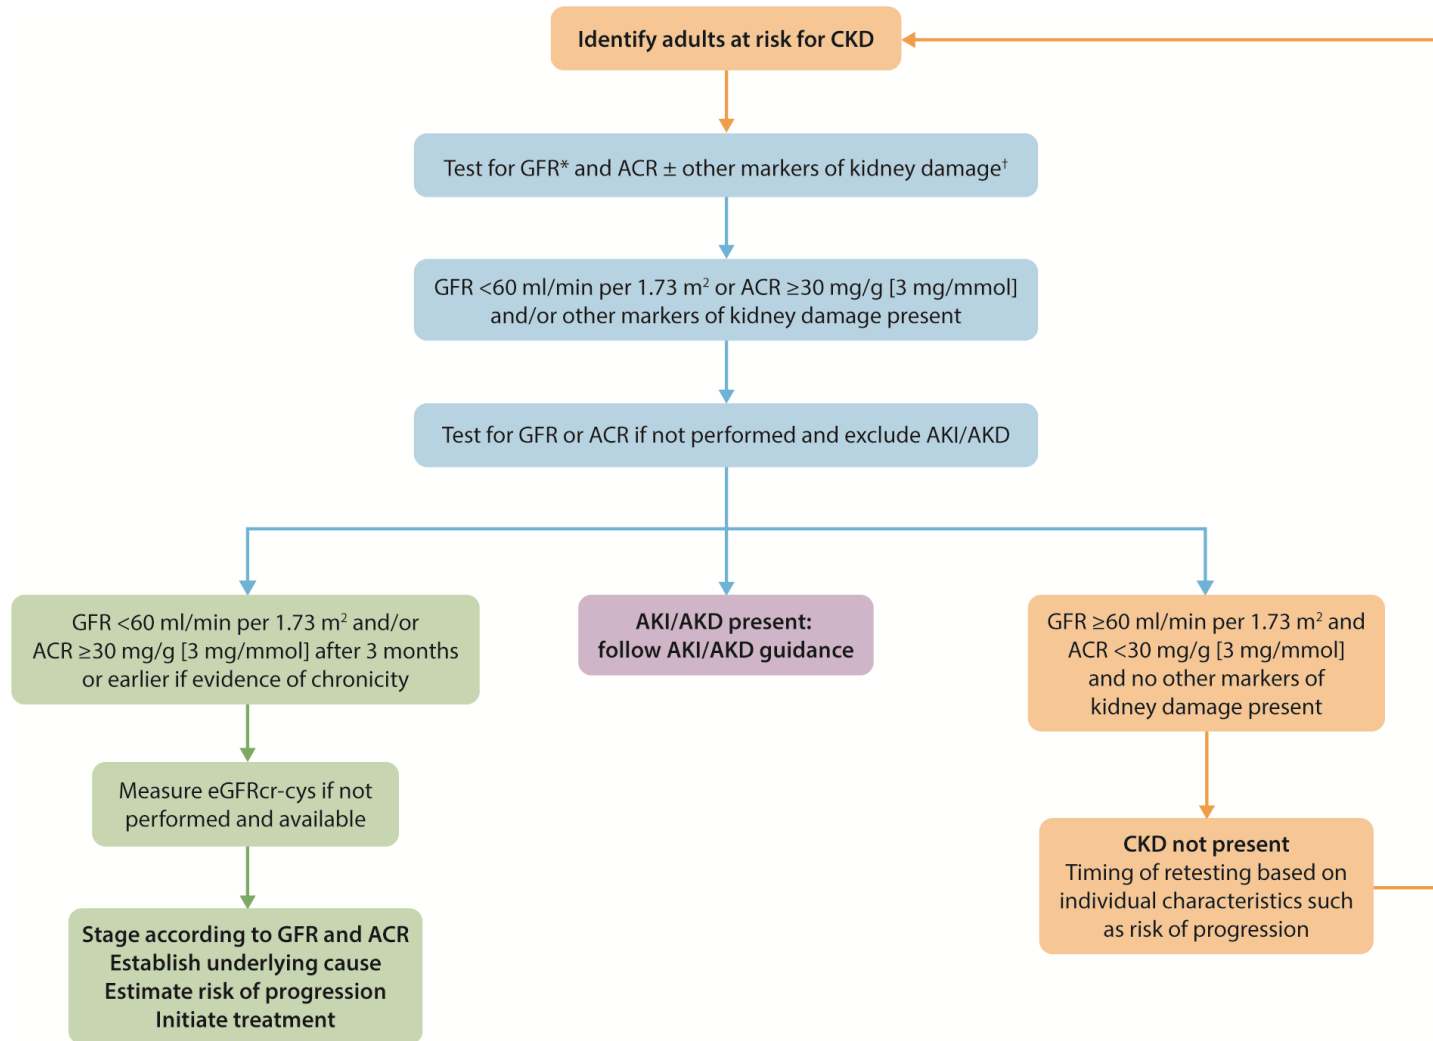 Identify adults at risk for CKD
Test for GFR* and ACR ± other markers of kidney damage†
GFR <60 ml/min per 1.73 m² or ACR ≥30 mg/g [3 mg/mmol]
and/or other markers of kidney damage present
Test for GFR or ACR if not performed and exclude AKI/AKD
GFR <60 ml/min per 1.73 m² and/or
ACR ≥30 mg/g [3 mg/mmol] after 3 months
or earlier if evidence of chronicity
AKI/AKD present:
follow AKI/AKD guidance
GFR ≥60 ml/min per 1.73 m² and
ACR <30 mg/g [3 mg/mmol]
and no other markers of
kidney damage present
Measure eGFRcr-cys if not
performed and available
CKD not present
Timing of retesting based on
individual characteristics such
as risk of progression
Stage according to GFR and ACR
Establish underlying cause
Estimate risk of progression
Initiate treatment